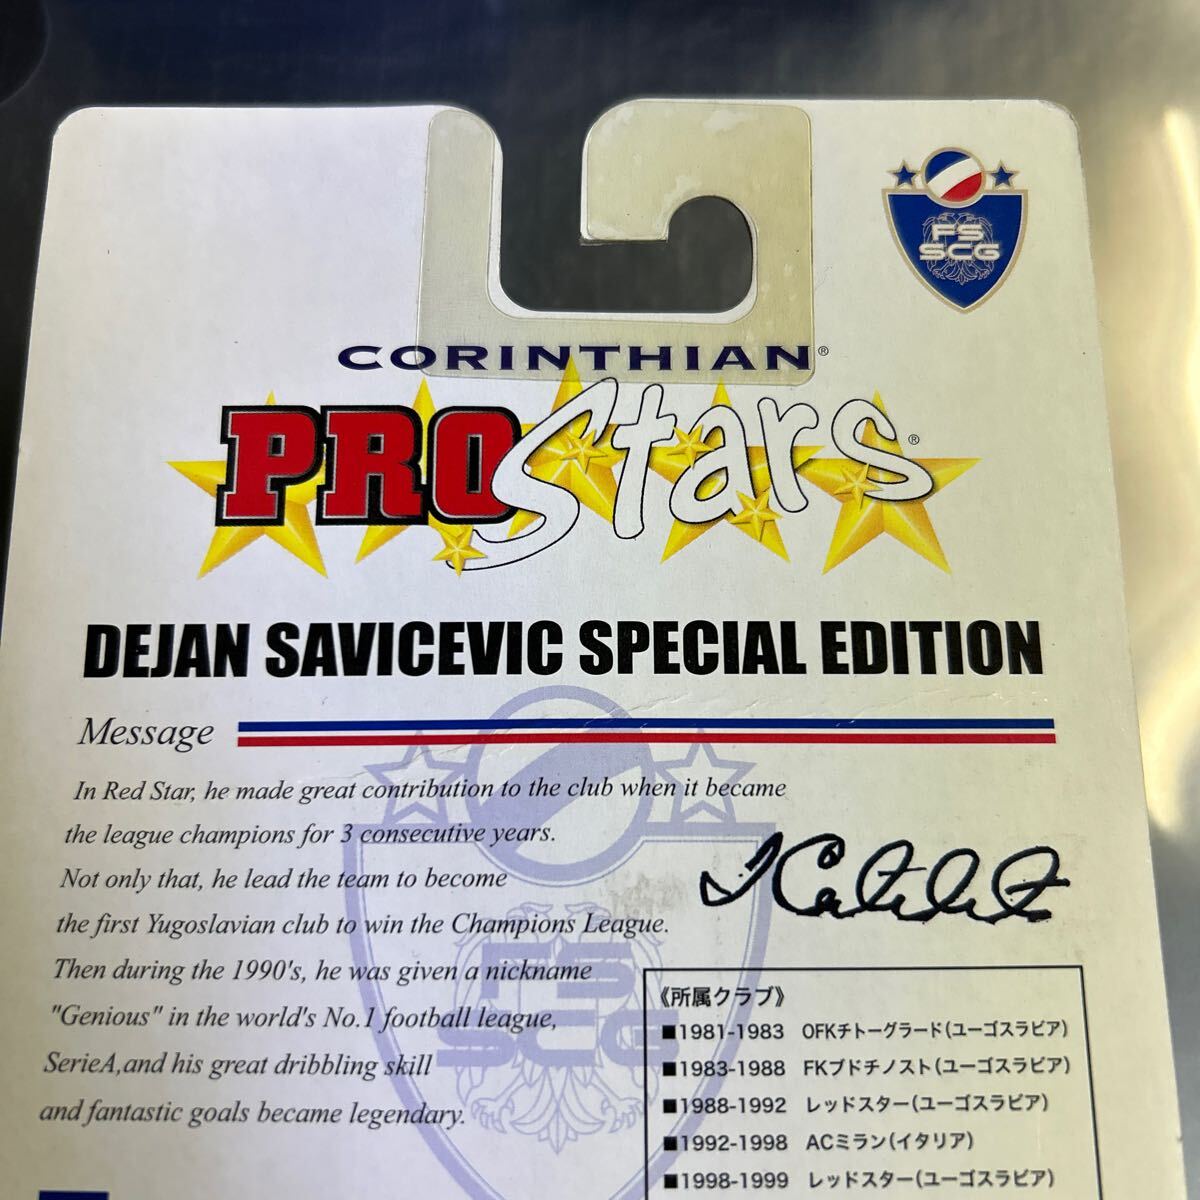 FS
SCG
CORINTHIAN®
PRO Stars®
DEJAN SAVICEVIC SPECIAL EDITION
Message
In Red Star, he made great contribution to the club when it became
the league champions for 3 consecutive years.
Not only that, he lead the team to become
the first Yugoslavian club to win the Champions League.
Then during the 1990's, he was given a nickname
"Genious" in the world's No.1 football league,
SerieA,and his great dribbling skill
and fantastic goals became legendary.
FS
SCG
《所属クラブ》
■1981-1983 OFKチトーグラード(ユーゴスラビア)
■1983-1988 FKブドチノスト(ユーゴスラビア)
■1988-1992 レッドスター(ユーゴスラビア)
■1992-1998 ACミラン(イタリア)
■1998-1999 レッドスター(ユーゴスラビア)